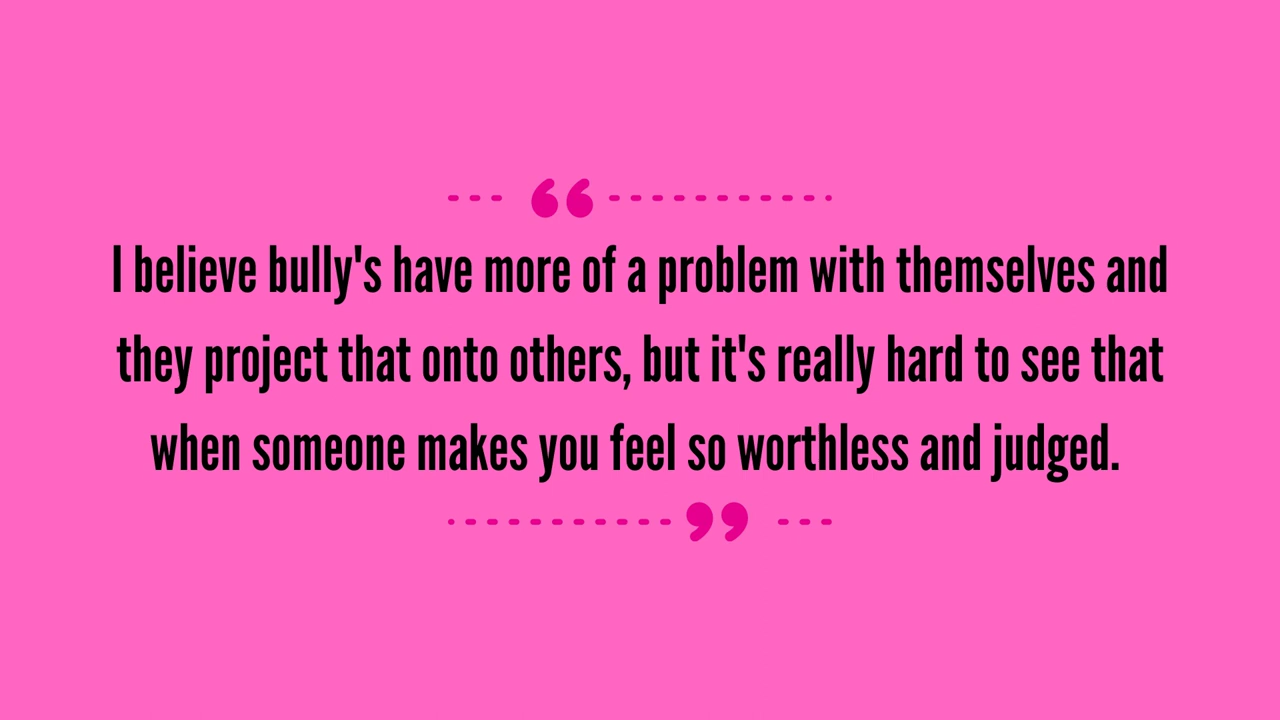 “
I believe bully's have more of a problem with themselves and
they project that onto others, but it's really hard to see that
when someone makes you feel so worthless and judged.
”